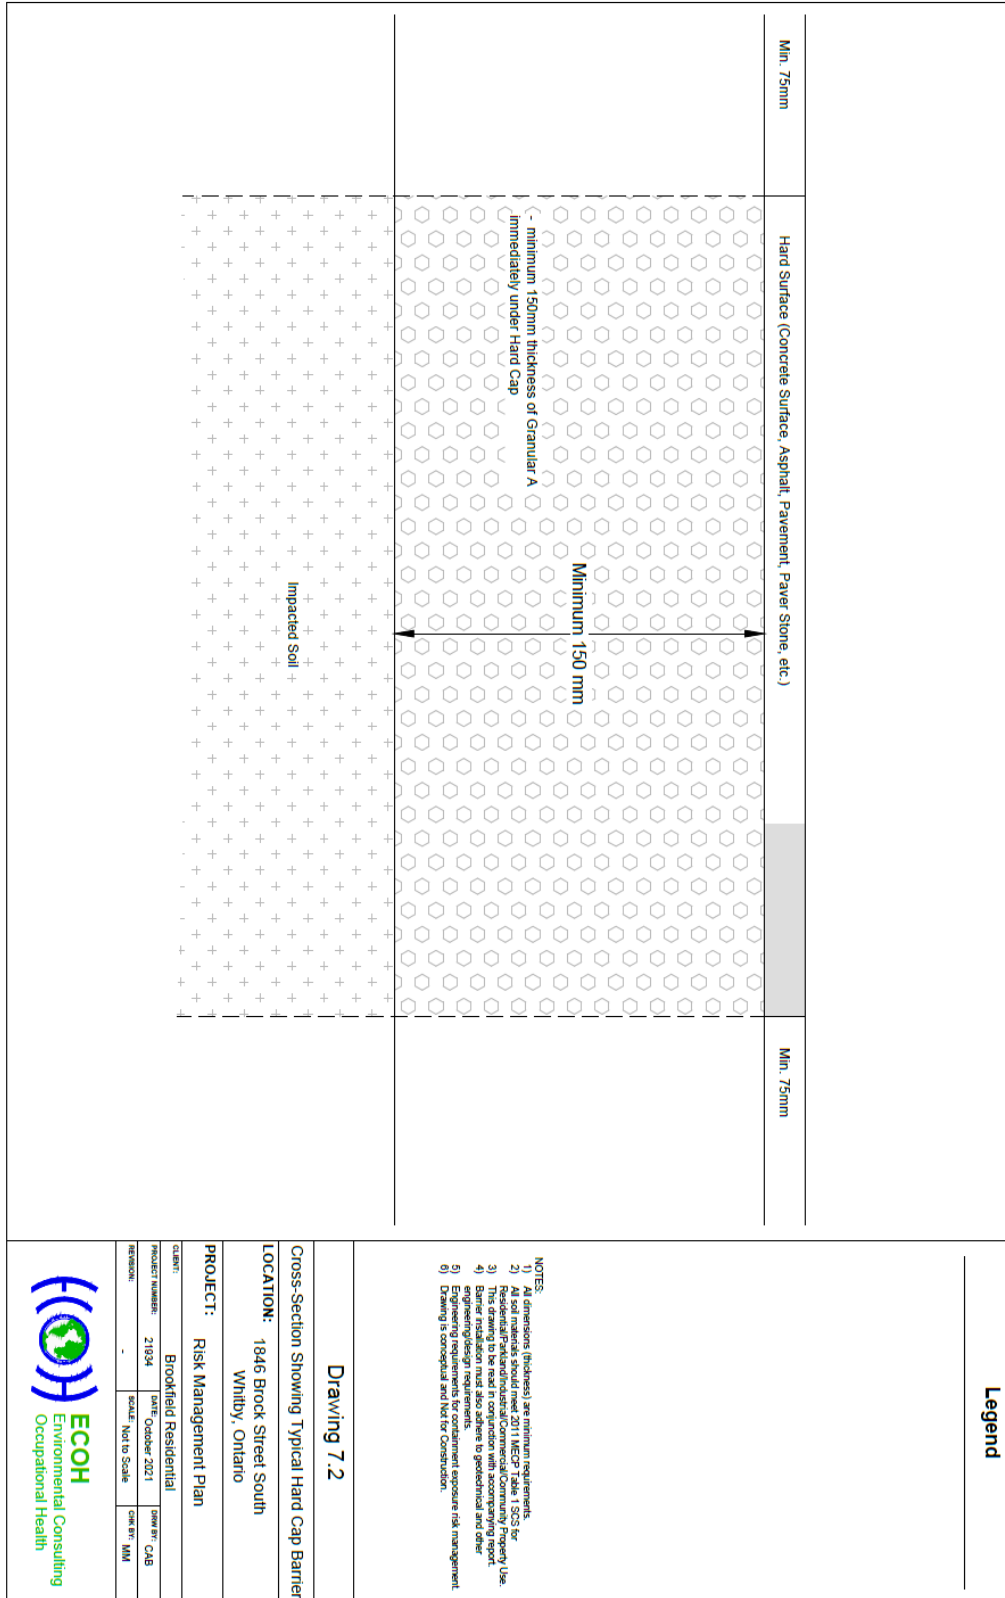 Min. 75mm
Hard Surface (Concrete Surface, Asphalt, Pavement, Paver Stone, etc.)
Min. 75mm
- minimum 150mm thickness of Granular A
immediately under Hard Cap
Minimum 150 mm
Impacted Soil
Legend
NOTES:
1) All dimensions (thickness) are minimum requirements.
2) All soil materials should meet 2011 MECP Table 1 SCS for
Residential/Parkland/Industrial/Commercial/Community Property Use.
3) This drawing to be read in conjunction with accompanying report.
4) Barrier installation must also adhere to geotechnical and other
engineering/design requirements.
5) Engineering requirements for containment exposure risk management.
6) Drawing is conceptual and Not for Construction.
Drawing 7.2
Cross-Section Showing Typical Hard Cap Barrier
LOCATION: 1846 Brock Street South
Whitby, Ontario
PROJECT: Risk Management Plan
CLIENT: Brookfield Residential
PROJECT NUMBER: 21934 DATE: October 2021 DRW BY: CAB
REVISION: - SCALE: Not to Scale CHK BY: MM
ECOH
Environmental Consulting
Occupational Health